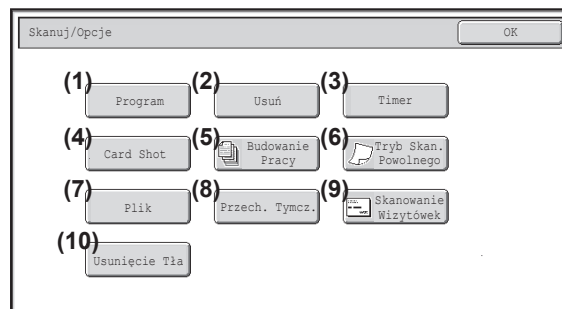 Skanuj/Opcje OK
(1) Program (2) Usuń (3) Timer
(4) Card Shot (5) Budowanie Pracy (6) Tryb Skan. Powolnego
(7) Plik (8) Przech. Tymcz. (9) Skanowanie Wizytówek
(10) Usunięcie Tła